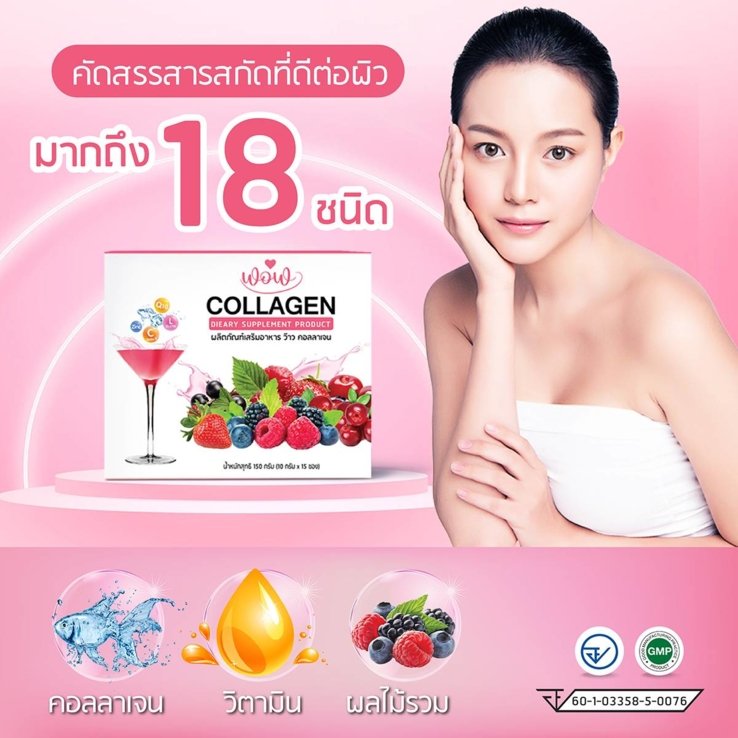 คัดสรรสารสกัดที่ดีต่อผิว
มากถึง 18 ชนิด
wow
COLLAGEN
DIEARY SUPPLEMENT PRODUCT
ผลิตภัณฑ์เสริมอาหาร ว๊าว คอลลาเจน
Q10
Zinc
C
L
น้ำหนักสุทธิ 150 กรัม (10 กรัม x 15 ซอง)
คอลลาเจน
วิตามิน
ผลไม้รวม
GMP
60-1-03358-5-0076